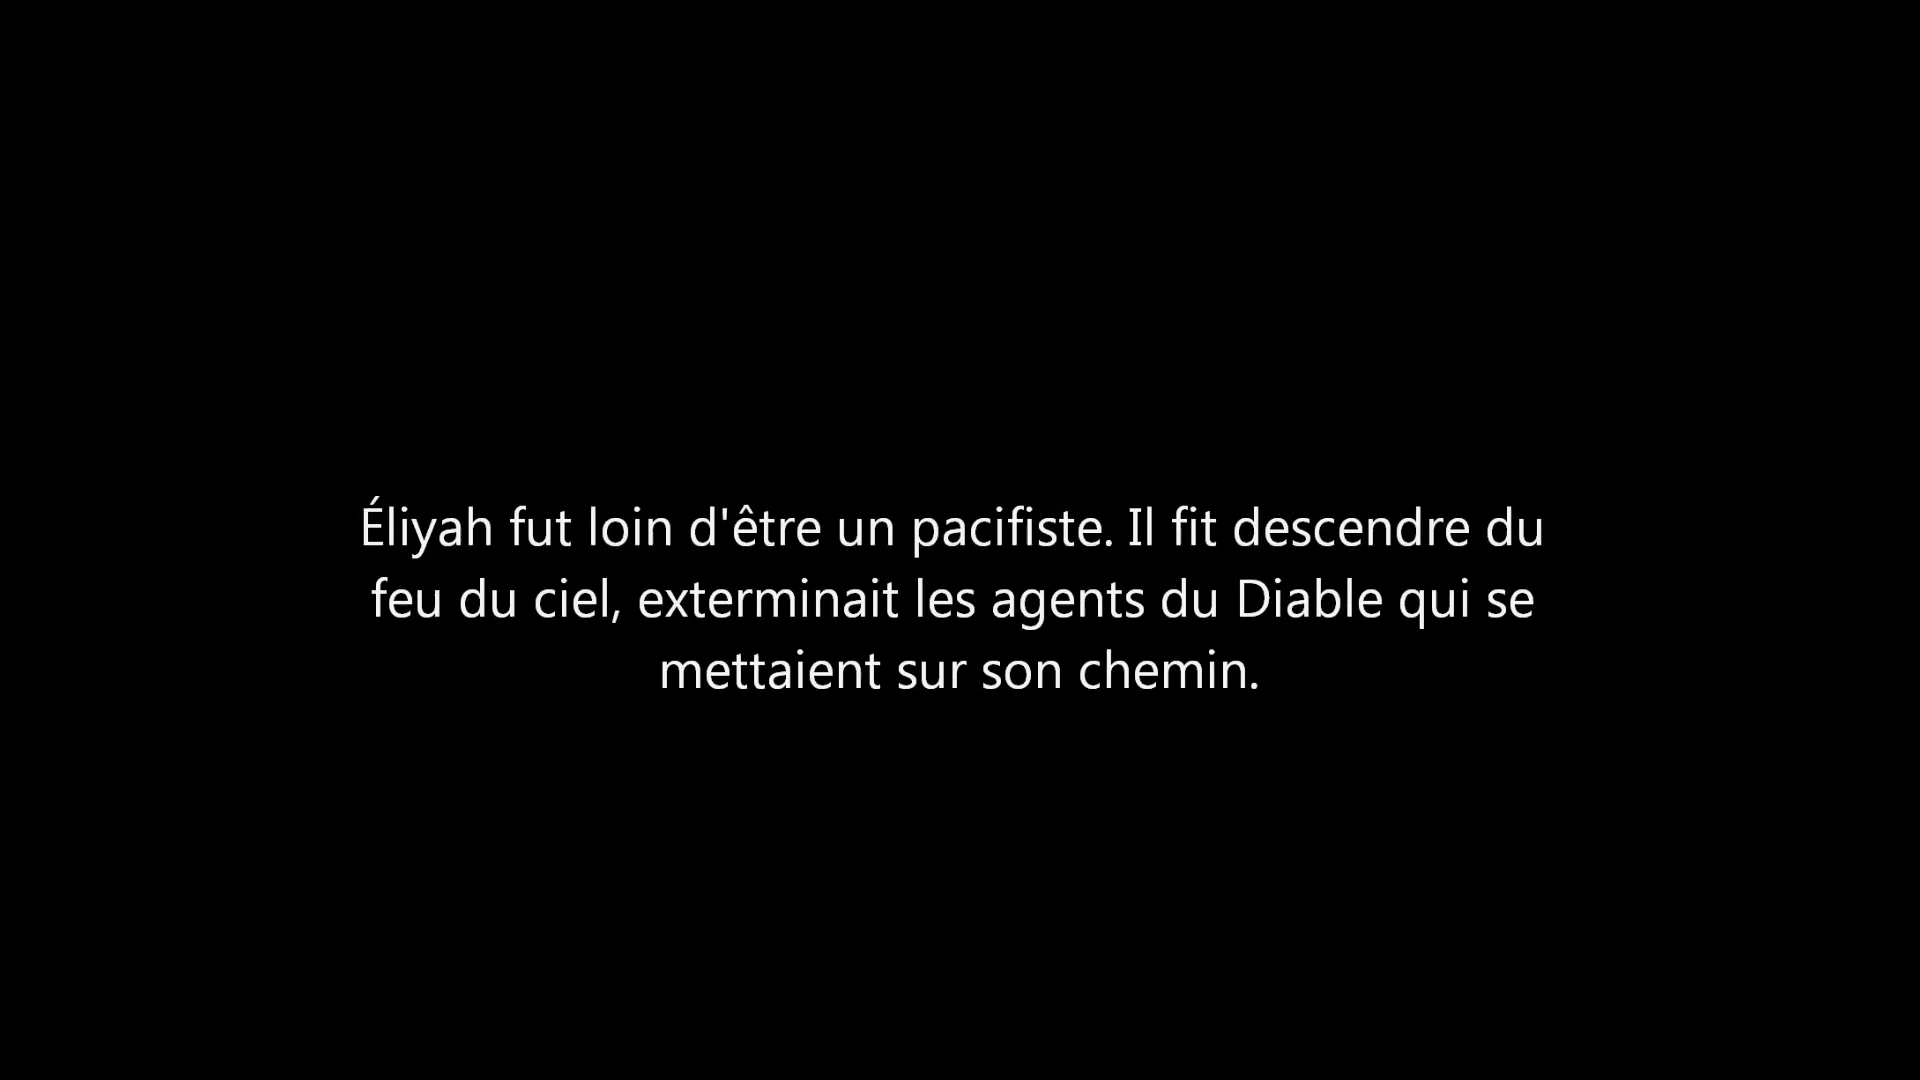 Éliyah fut loin d'être un pacifiste. Il fit descendre du
feu du ciel, exterminait les agents du Diable qui se
mettaient sur son chemin.